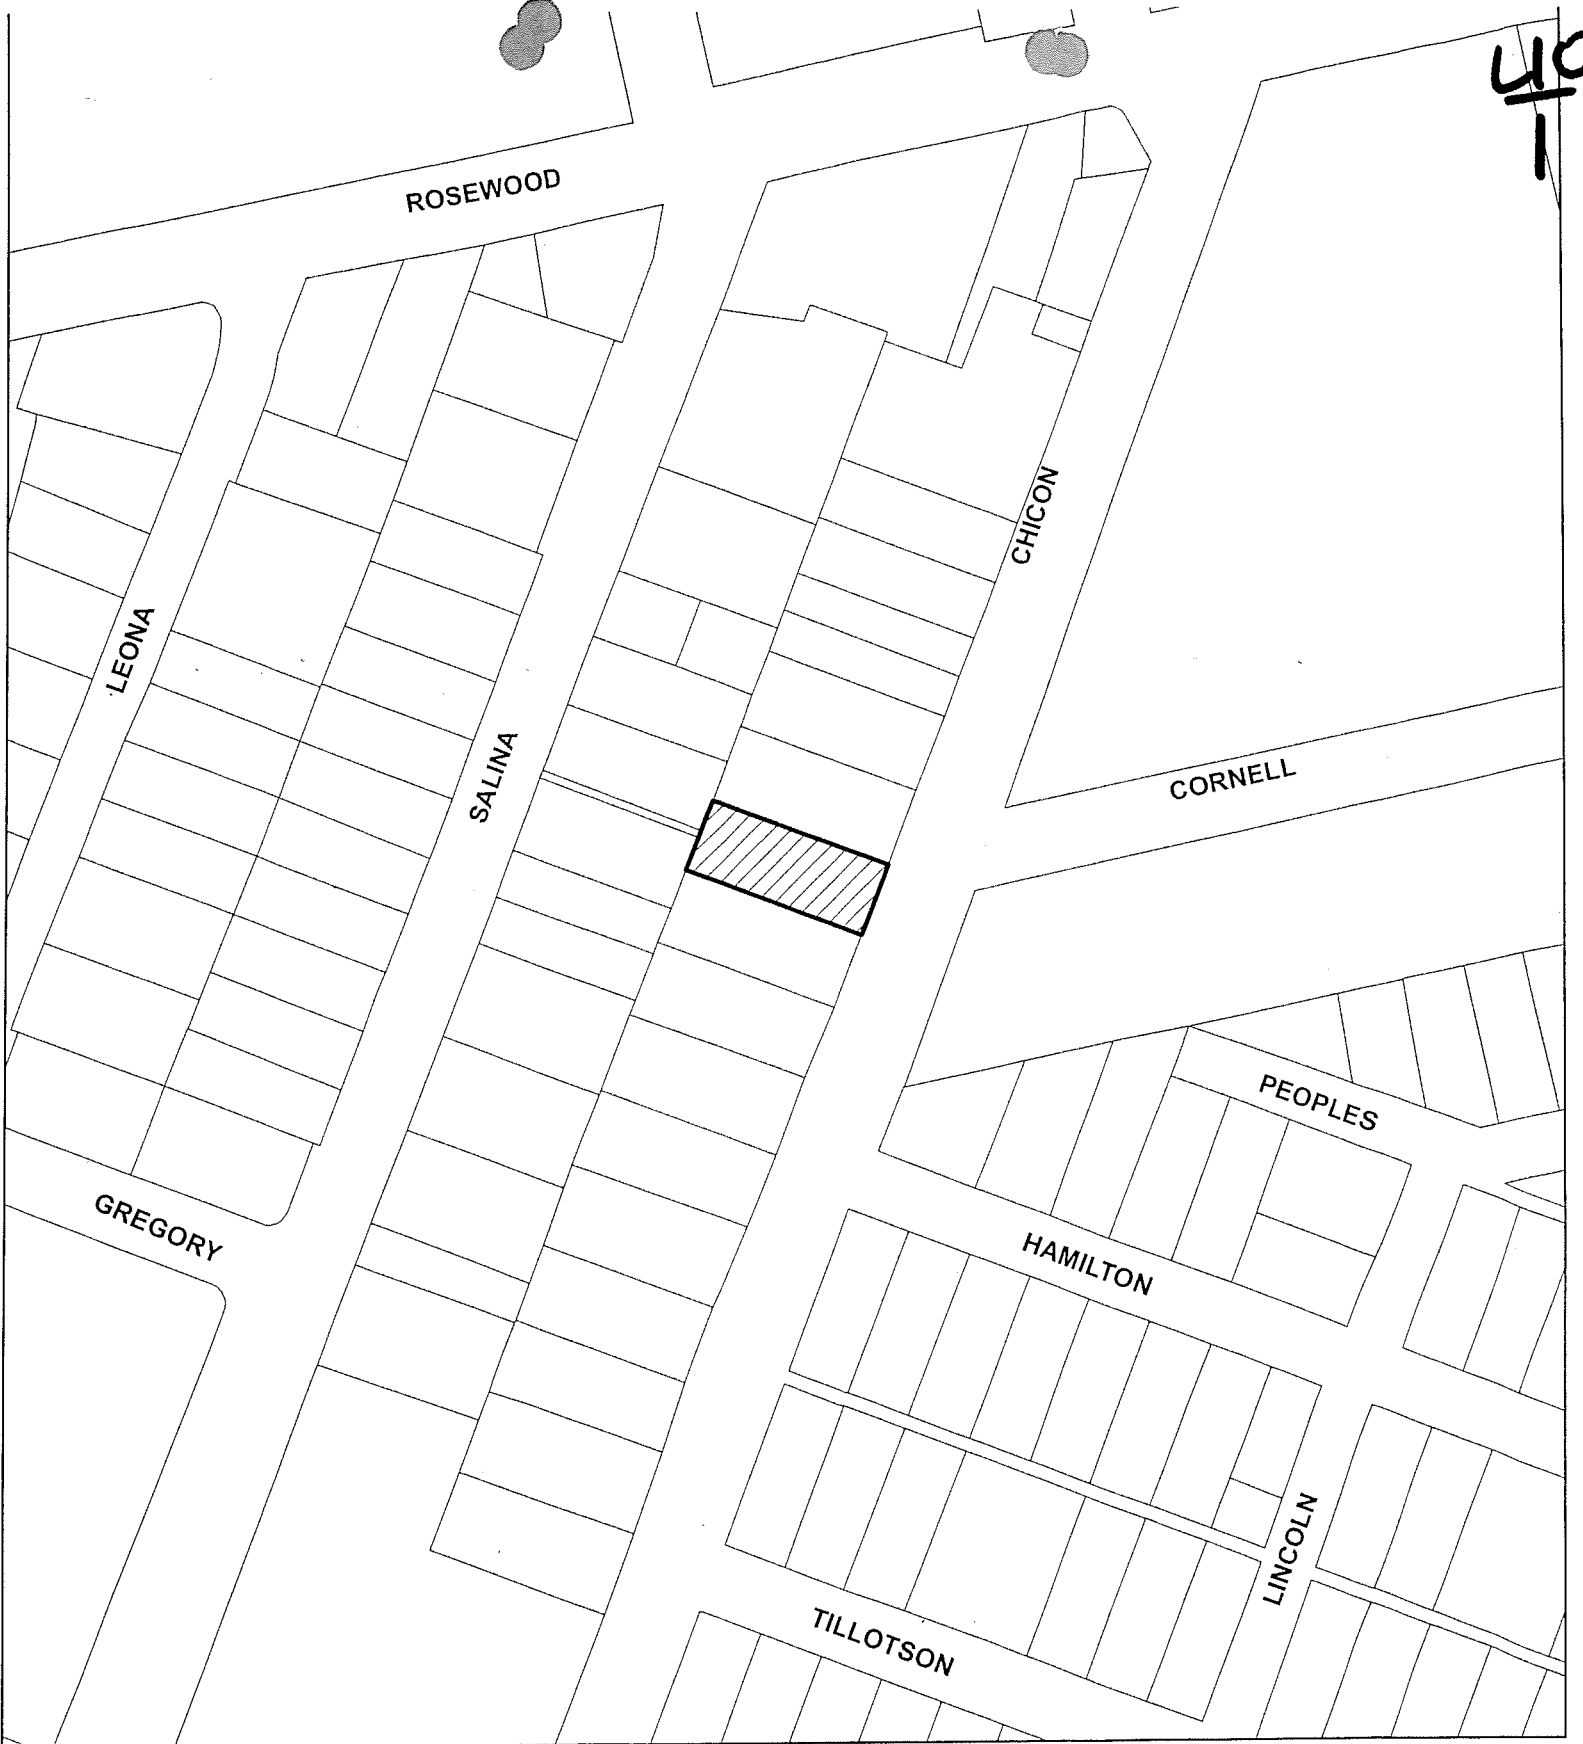 ROSEWOOD
CHICON
LEONA
SALINA
CORNELL
PEOPLES
GREGORY
HAMILTON
LINCOLN
TILLOTSON